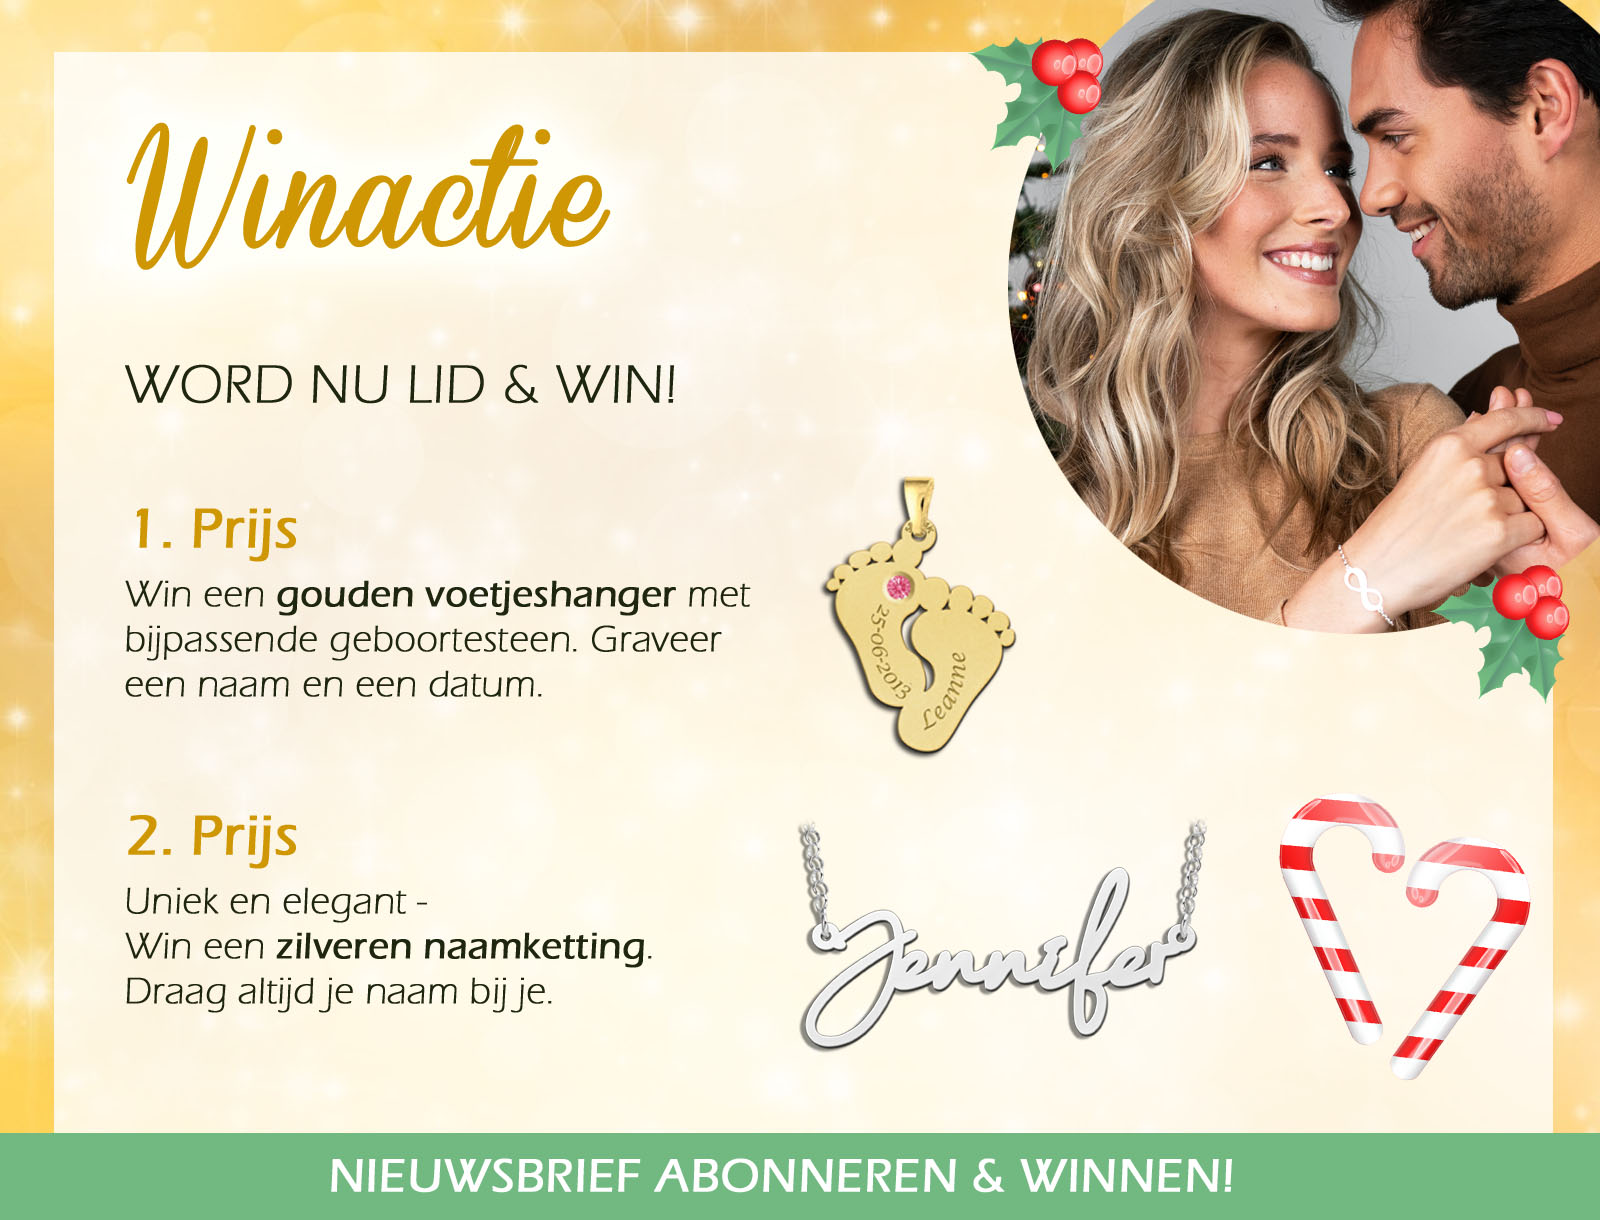 Winactie
WORD NU LID & WIN!
1. Prijs
Win een gouden voetjeshanger met
bijpassende geboortesteen. Graveer
een naam en een datum.
25-06-2013
Leanne
2. Prijs
Uniek en elegant -
Win een zilveren naamketting.
Draag altijd je naam bij je.
Jennifer
NIEUWSBRIEF ABONNEREN & WINNEN!